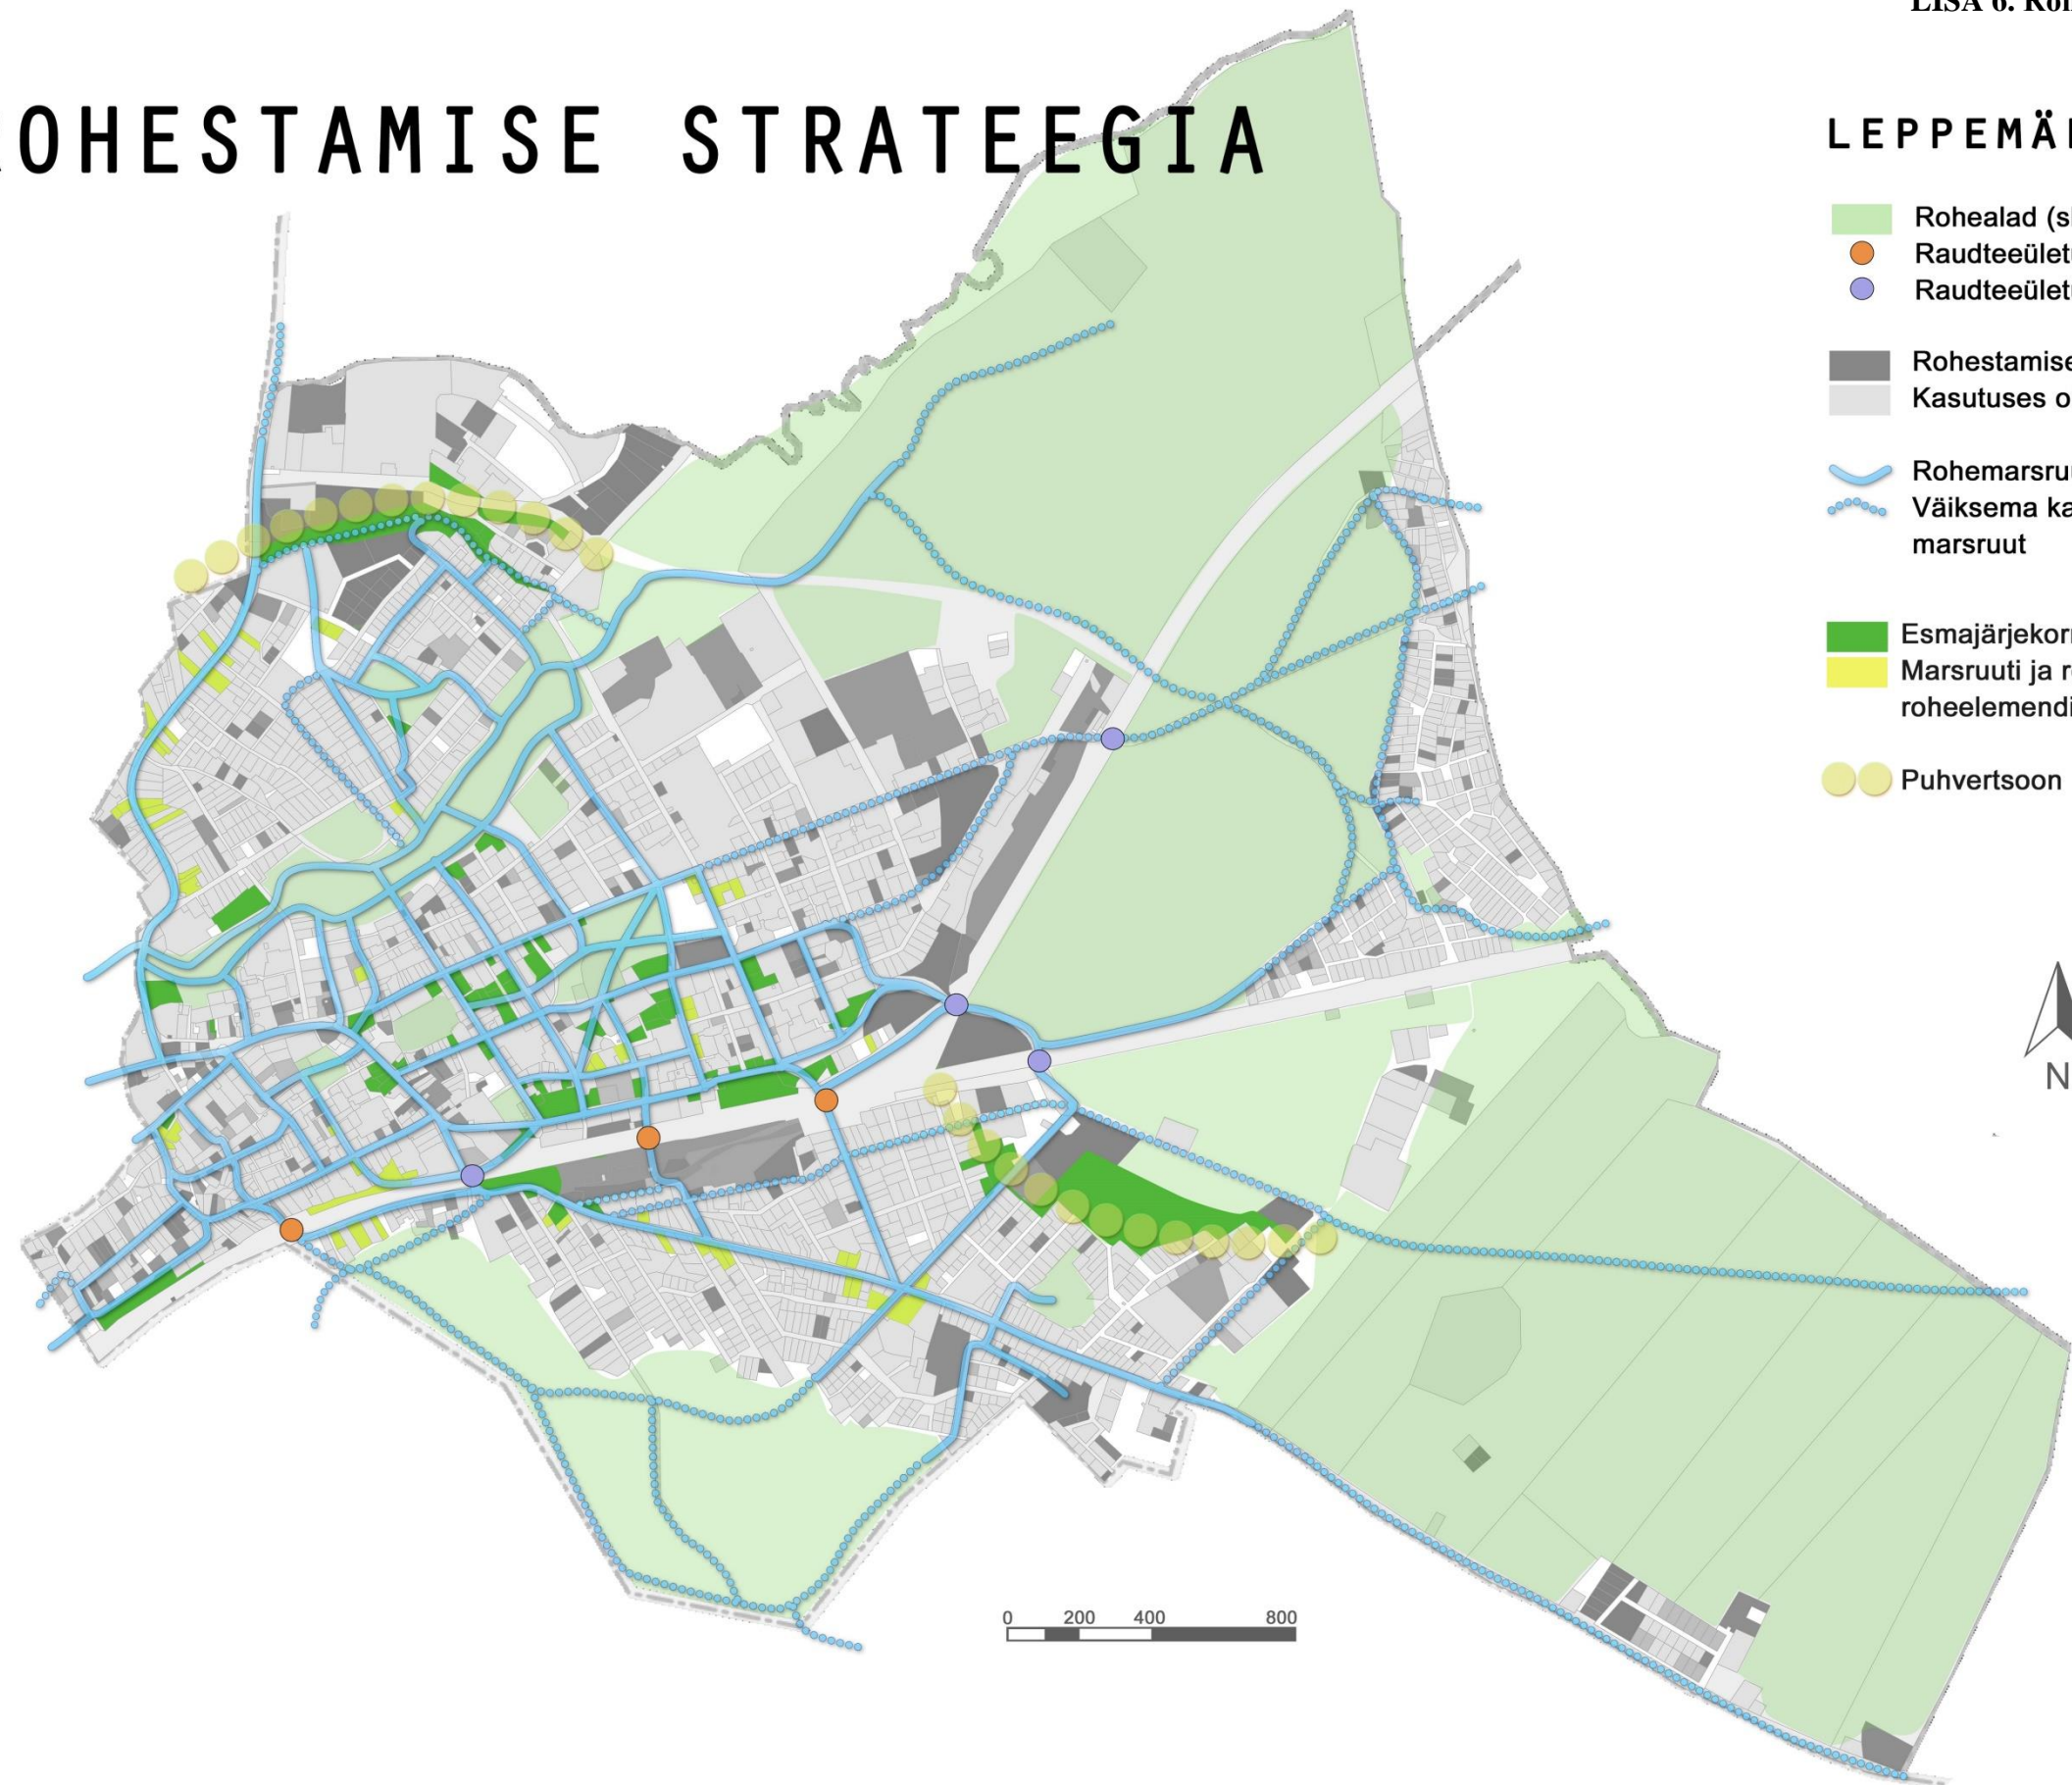 LISA 6. Roh
ROHESTAMISE STRATEEGIA
LEPPEMÄR
Rohealad (s
Raudteeület
Raudteeület
Rohestamise
Kasutuses o
Rohemarsru
Väiksema ka
marsruut
Esmajärjekor
Marsruuti ja r
roheelemendi
Puhvertsoon
N
0 200 400 800